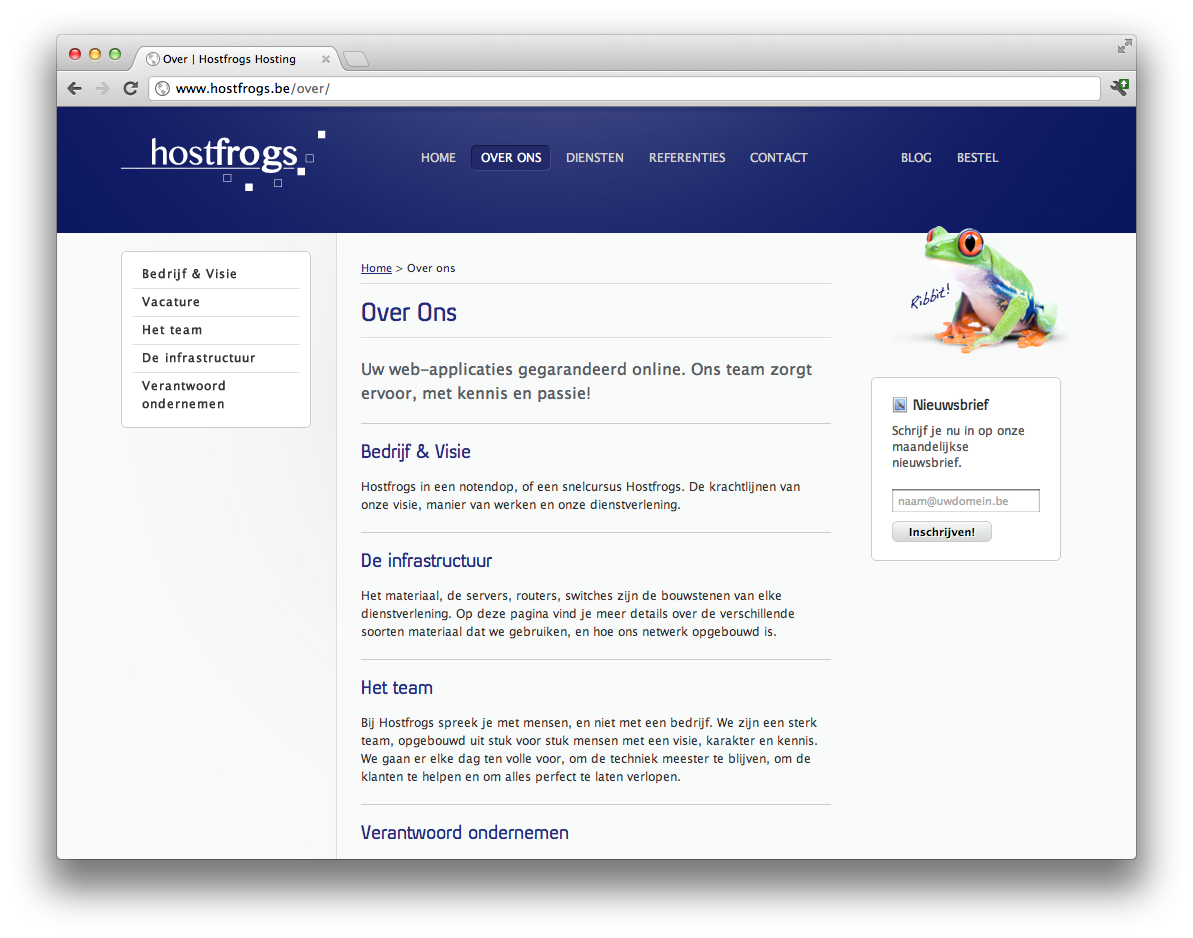 Over | Hostfrogs Hosting
www.hostfrogs.be/over/
hostfrogs
HOME
OVER ONS
DIENSTEN
REFERENTIES
CONTACT
BLOG
BESTEL
Bedrijf & Visie
Vacature
Het team
De infrastructuur
Verantwoord
ondernemen
Home > Over ons
Over Ons
Uw web-applicaties gegarandeerd online. Ons team zorgt
ervoor, met kennis en passie!
Bedrijf & Visie
Hostfrogs in een notendop, of een snelcursus Hostfrogs. De krachtlijnen van
onze visie, manier van werken en onze dienstverlening.
De infrastructuur
Het materiaal, de servers, routers, switches zijn de bouwstenen van elke
dienstverlening. Op deze pagina vind je meer details over de verschillende
soorten materiaal dat we gebruiken, en hoe ons netwerk opgebouwd is.
Het team
Bij Hostfrogs spreek je met mensen, en niet met een bedrijf. We zijn een sterk
team, opgebouwd uit stuk voor stuk mensen met een visie, karakter en kennis.
We gaan er elke dag ten volle voor, om de techniek meester te blijven, om de
klanten te helpen en om alles perfect te laten verlopen.
Verantwoord ondernemen
Ribbit!
Nieuwsbrief
Schrijf je nu in op onze
maandelijkse
nieuwsbrief.
naam@uwdomein.be
Inschrijven!